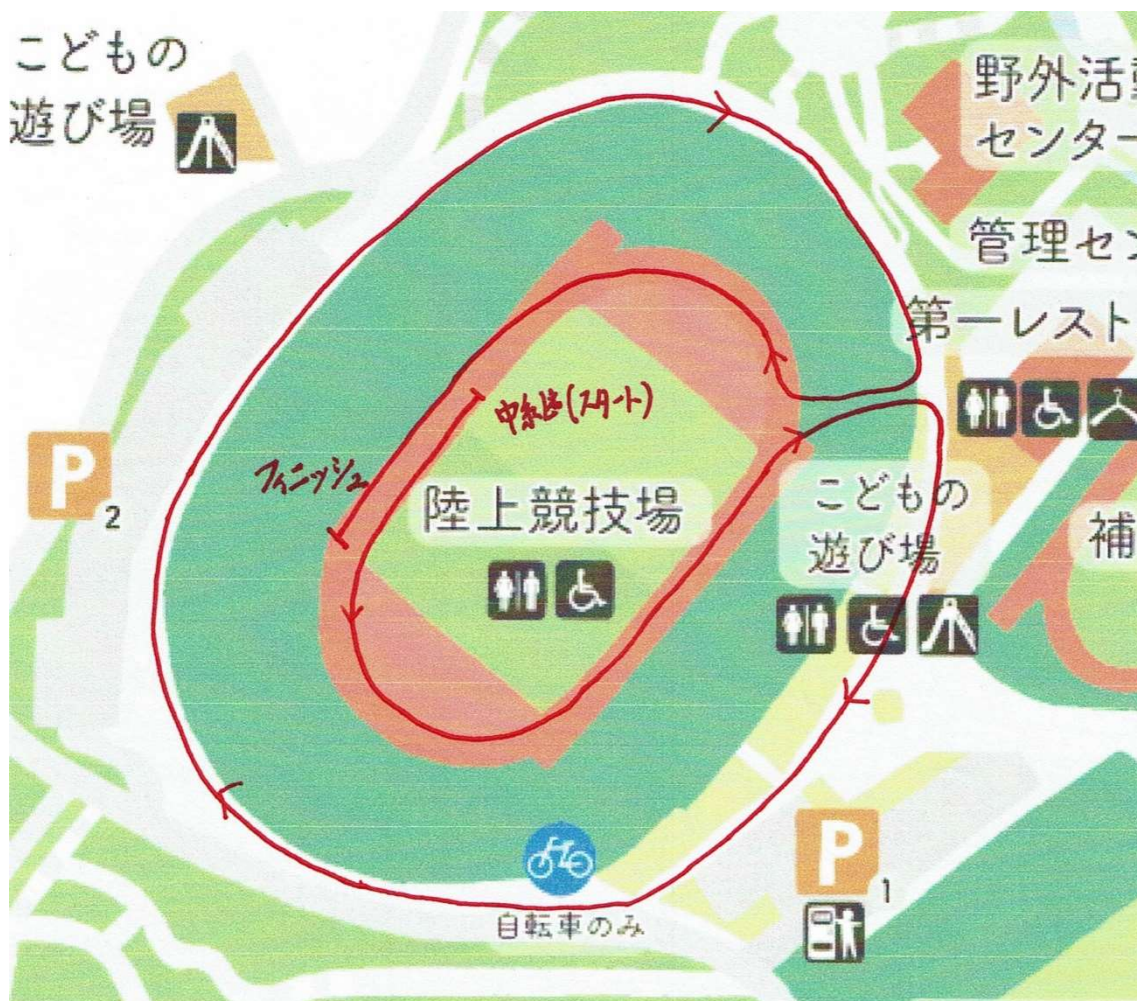 こどもの
遊び場
野外活動
センター
管理セン
第一レスト
中継所(スタート)
フィニッシュ
P
2
陸上競技場
こどもの
遊び場
補
P
1
自転車のみ